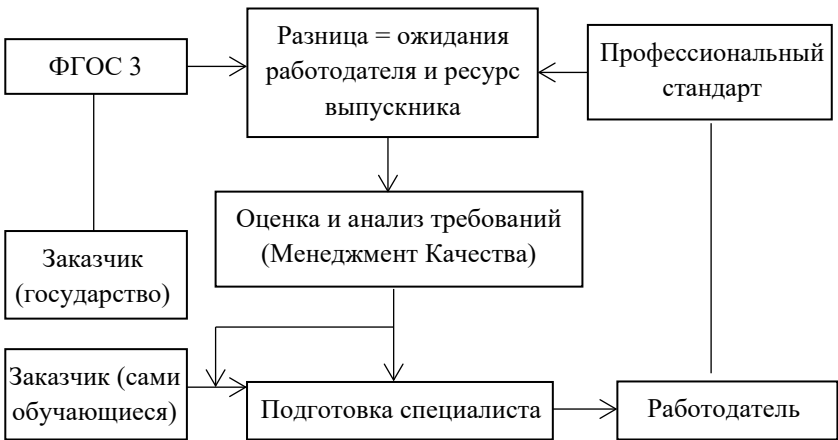 ФГОС 3
Разница = ожидания
работодателя и ресурс
выпускника
Профессиональный
стандарт
Оценка и анализ требований
(Менеджмент Качества)
Заказчик
(государство)
Заказчик (сами
обучающиеся)
Подготовка специалиста
Работодатель